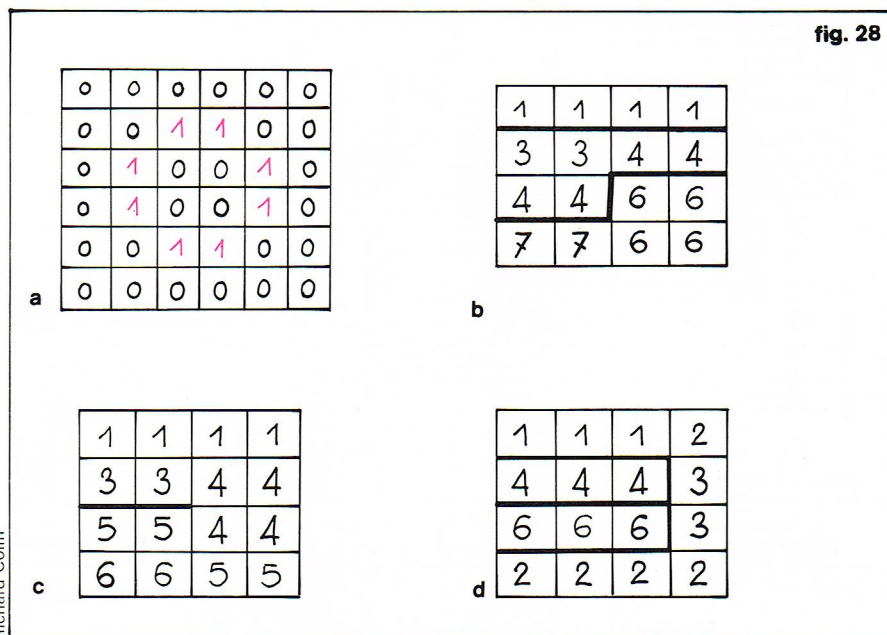 fig. 28
0 0 0 0 0 0
0 0 1 1 0 0
0 1 0 0 1 0
0 1 0 0 1 0
0 0 1 1 0 0
0 0 0 0 0 0
a
1 1 1 1
3 3 4 4
4 4 6 6
7 7 6 6
b
1 1 1 1
3 3 4 4
5 5 4 4
6 6 5 5
c
1 1 1 2
4 4 4 3
6 6 6 3
2 2 2 2
d